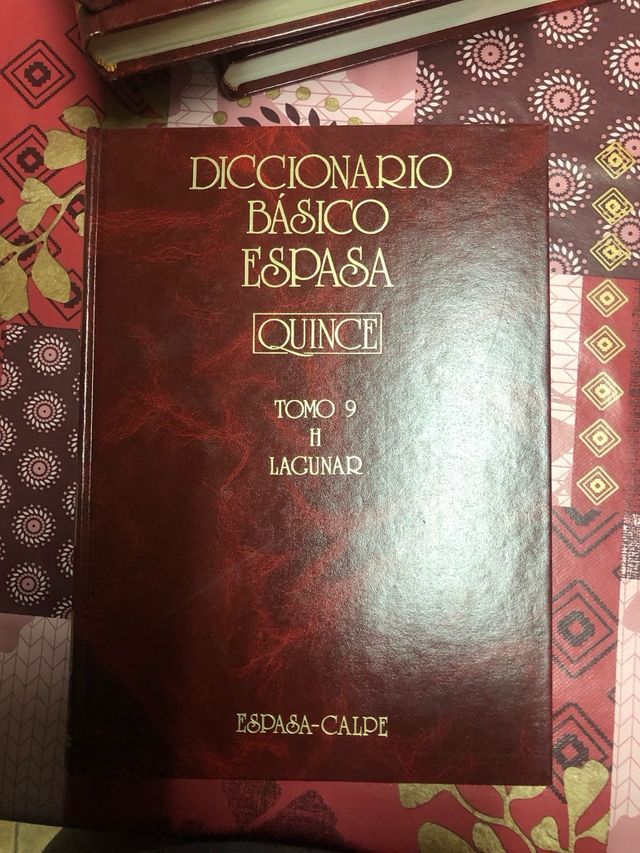 DICCIONARIO
BÁSICO
ESPASA
QUINCE
TOMO 9
H
LAGUNAR
ESPASA-CALPE